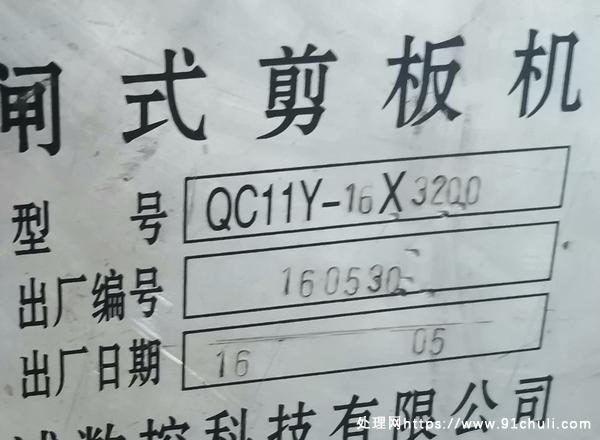 闸式剪板机
型号 QC11Y-16X3200
出厂编号 160530
出厂日期 16 05
数控科技有限公司
处理网https://www.91chuli.com/